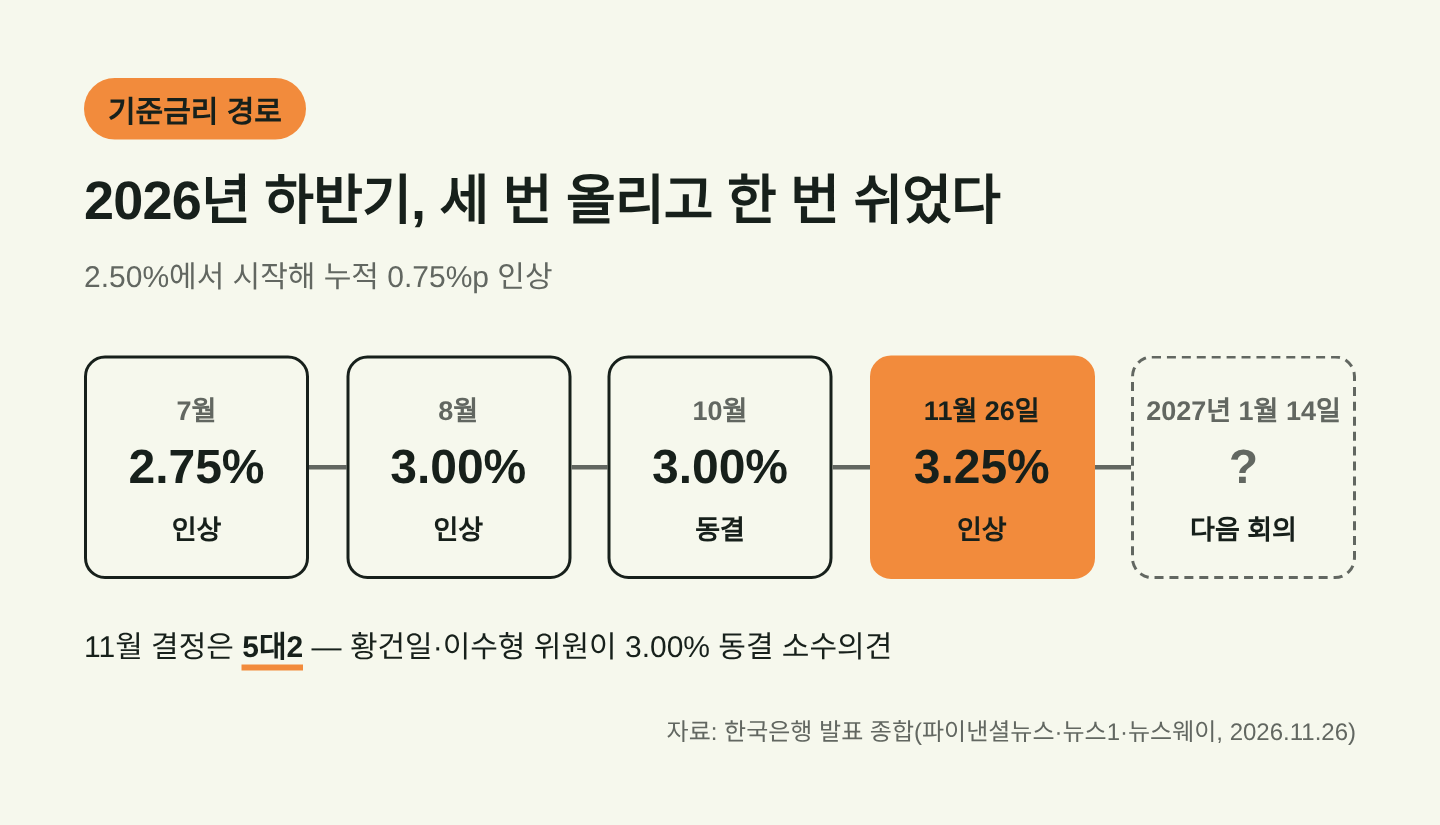 기준금리 경로
2026년 하반기, 세 번 올리고 한 번 쉬었다
2.50%에서 시작해 누적 0.75%p 인상
7월
2.75%
인상
8월
3.00%
인상
10월
3.00%
동결
11월 26일
3.25%
인상
2027년 1월 14일
?
다음 회의
11월 결정은 5대2 — 황건일·이수형 위원이 3.00% 동결 소수의견
자료: 한국은행 발표 종합(파이낸셜뉴스·뉴스1·뉴스웨이, 2026.11.26)